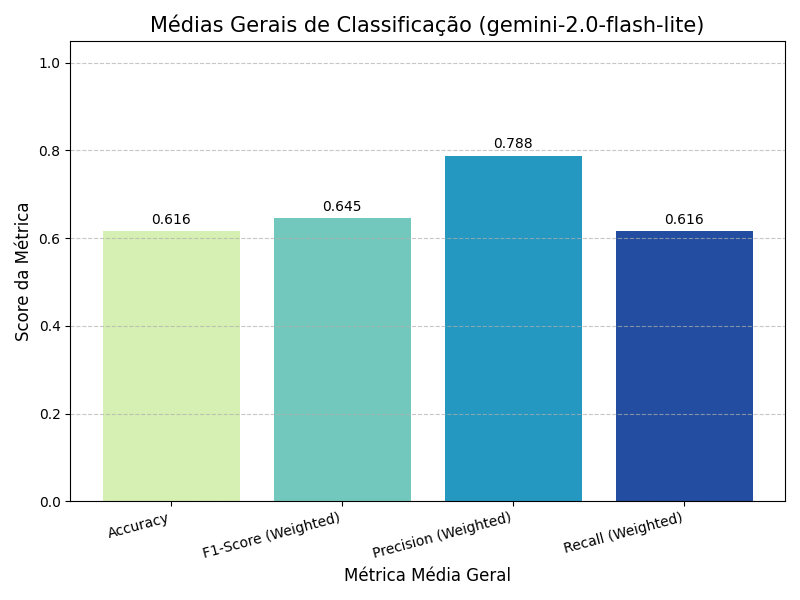 Médias Gerais de Classificação (gemini-2.0-flash-lite)
Score da Métrica
1.0
0.8
0.6
0.4
0.2
0.0
0.616
0.645
0.788
0.616
Accuracy
F1-Score (Weighted)
Precision (Weighted)
Recall (Weighted)
Métrica Média Geral